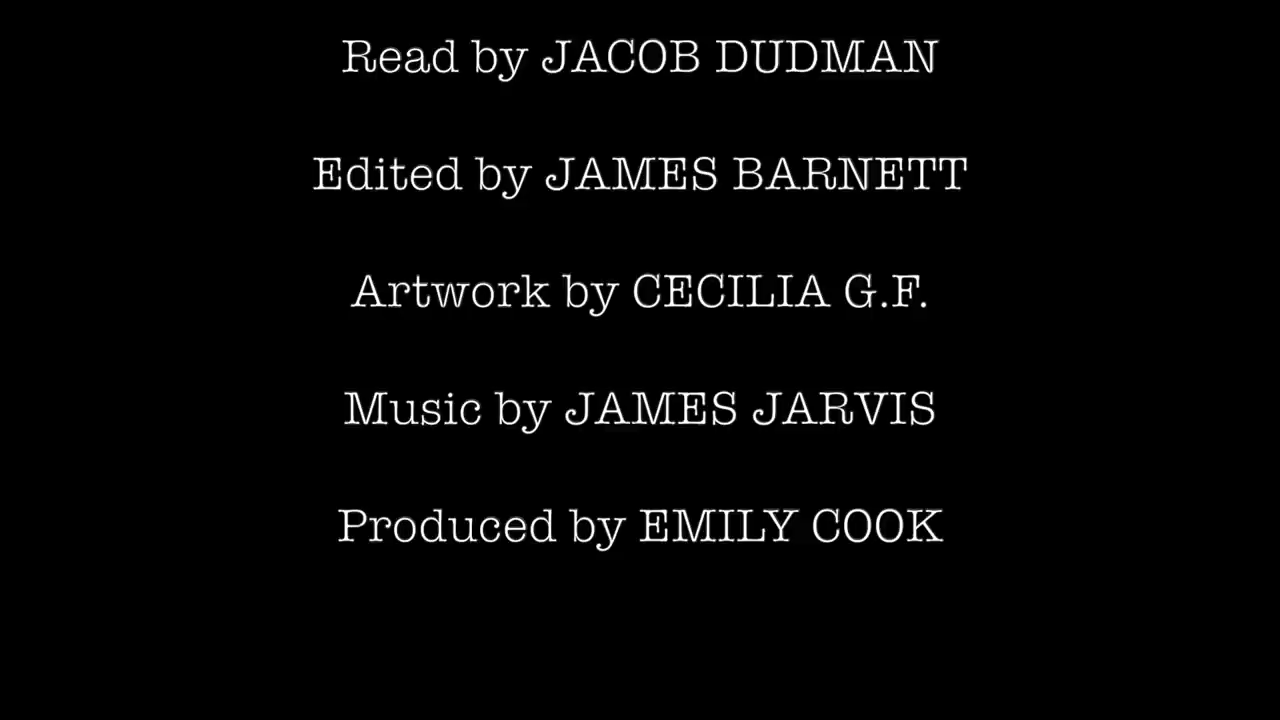 Read by JACOB DUDMAN
Edited by JAMES BARNETT
Artwork by CECILIA G.F.
Music by JAMES JARVIS
Produced by EMILY COOK